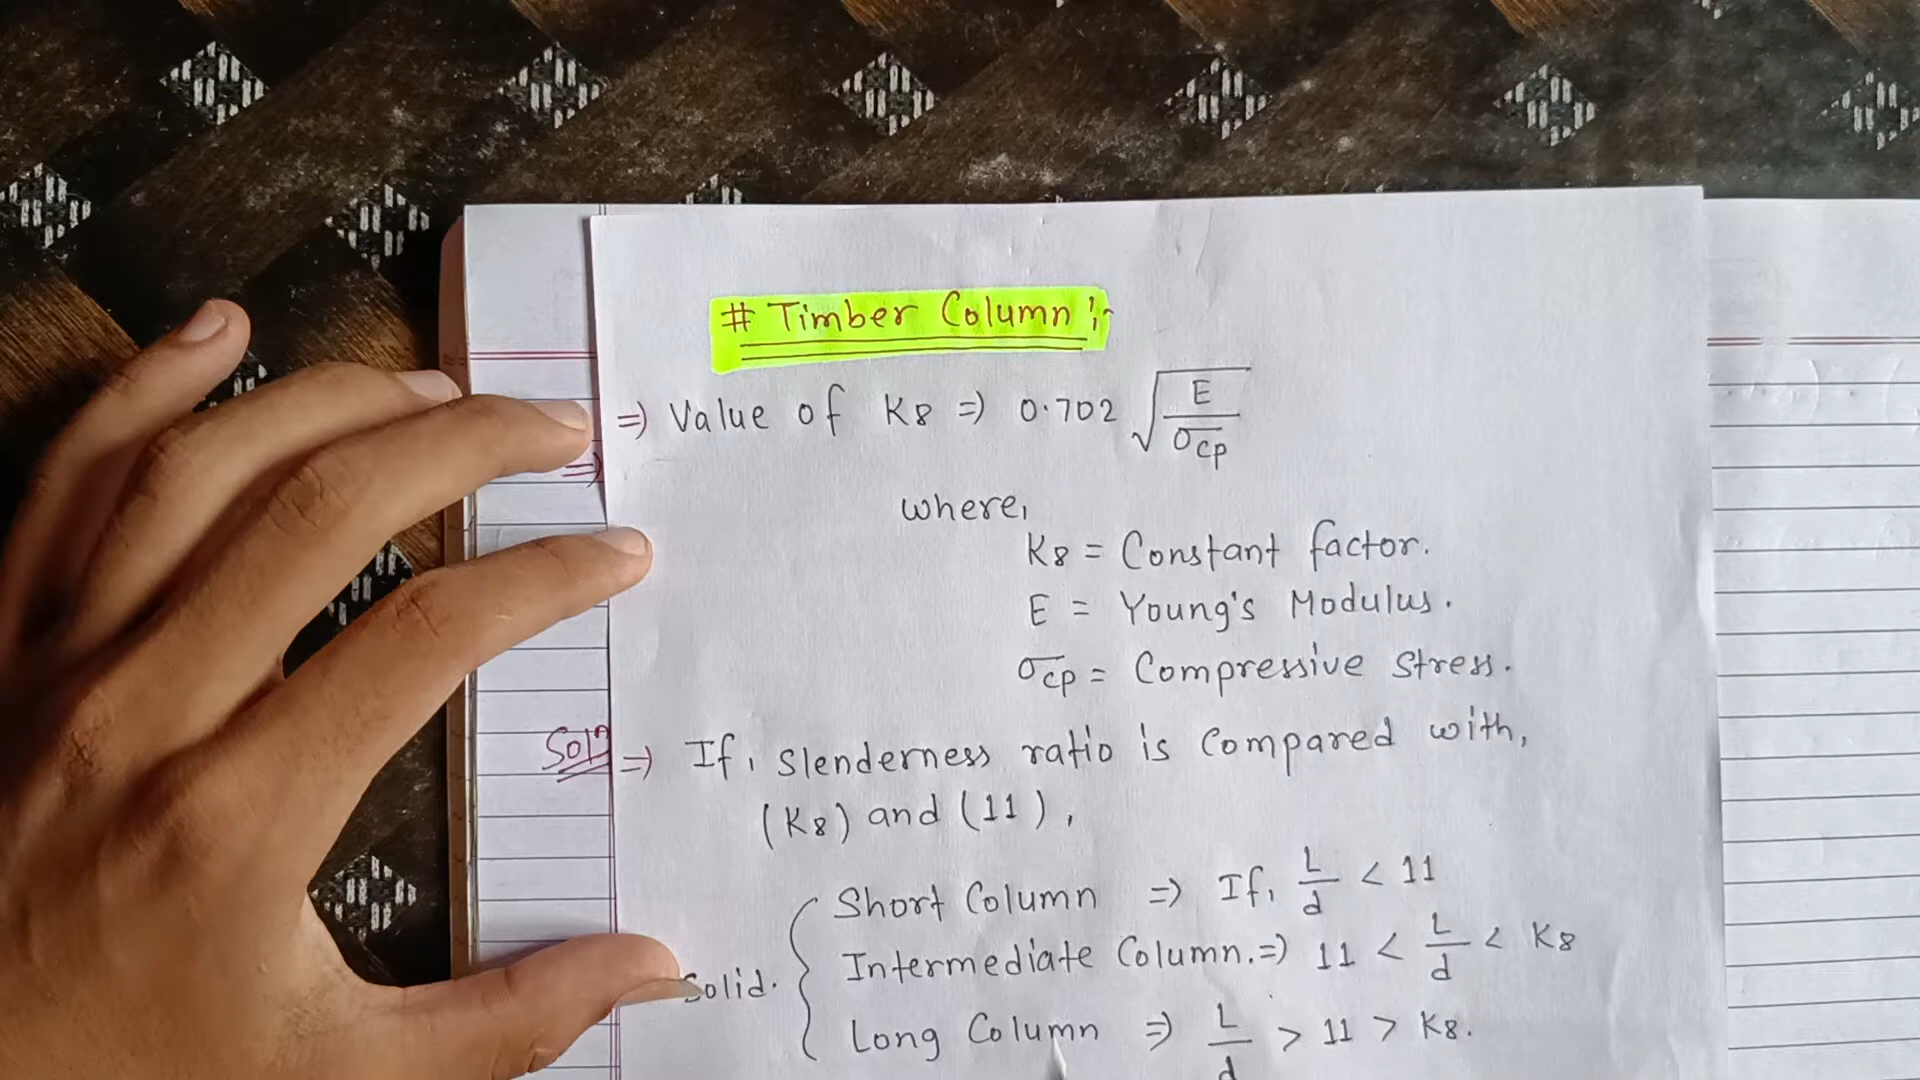 # Timber Column :-
=> Value of K8 => 0.702 √(E/σcp)
=>
where,
K8 = Constant factor.
E = Young's Modulus.
σcp = Compressive Stress.
Soln => If, Slenderness ratio is Compared with,
(K8) and (11),
Short Column => If, L/d < 11
Intermediate Column.=> 11 < L/d < K8
Solid.
Long Column => L/d > 11 > K8.